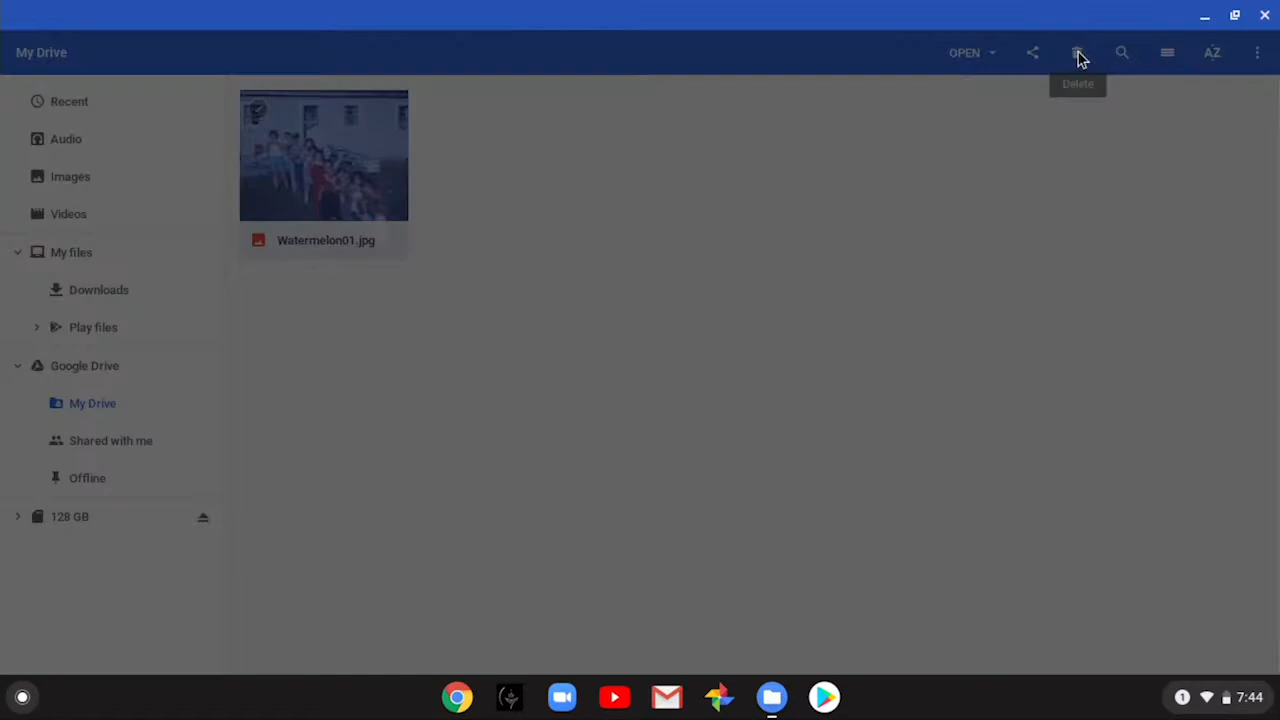 My Drive
OPEN
AZ
Delete
Recent
Audio
Images
Videos
My files
Downloads
Play files
Google Drive
My Drive
Shared with me
Offline
128 GB
Watermelon01.jpg
1
7:44